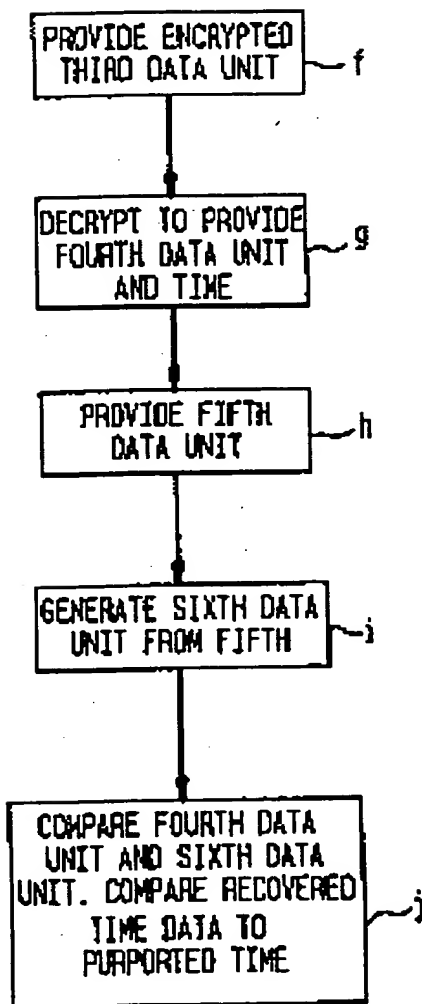 PROVIDE ENCRYPTED
THIRD DATA UNIT
f
DECRYPT TO PROVIDE
FOURTH DATA UNIT
AND TIME
g
PROVIDE FIFTH
DATA UNIT
h
GENERATE SIXTH DATA
UNIT FROM FIFTH
i
COMPARE FOURTH DATA
UNIT AND SIXTH DATA
UNIT. COMPARE RECOVERED
TIME DATA TO
PURPORTED TIME
j